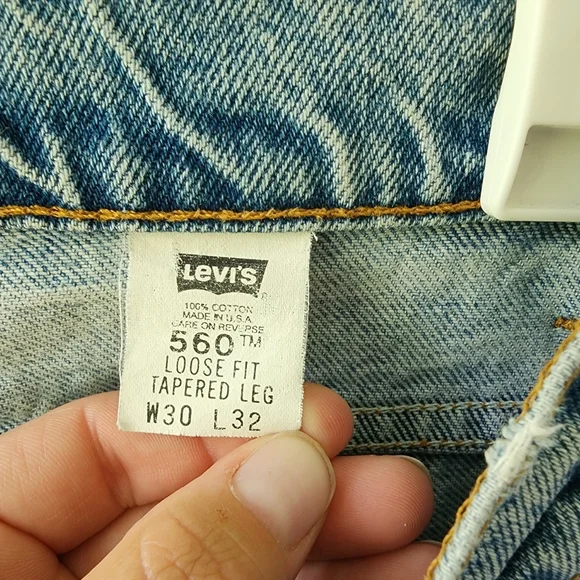 Levi's
100% COTTON
MADE IN U.S.A.
CARE ON REVERSE
560™
LOOSE FIT
TAPERED LEG
W30 L32